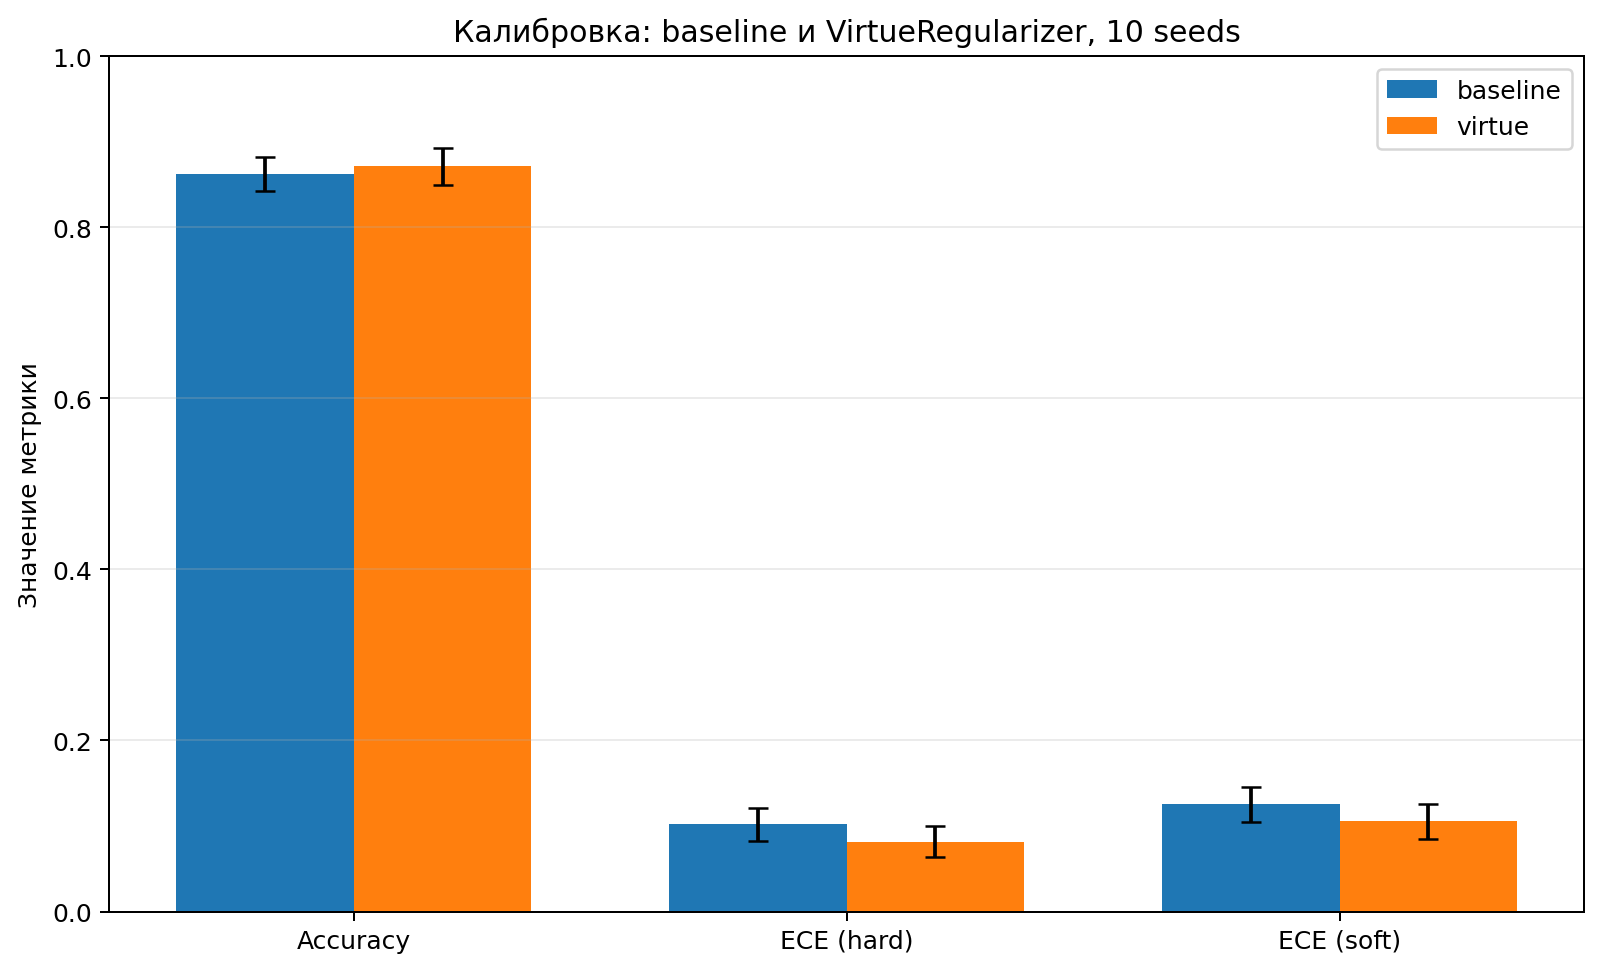 Калибровка: baseline и VirtueRegularizer, 10 seeds
baseline
virtue
Значение метрики
1.0
0.8
0.6
0.4
0.2
0.0
Accuracy
ECE (hard)
ECE (soft)